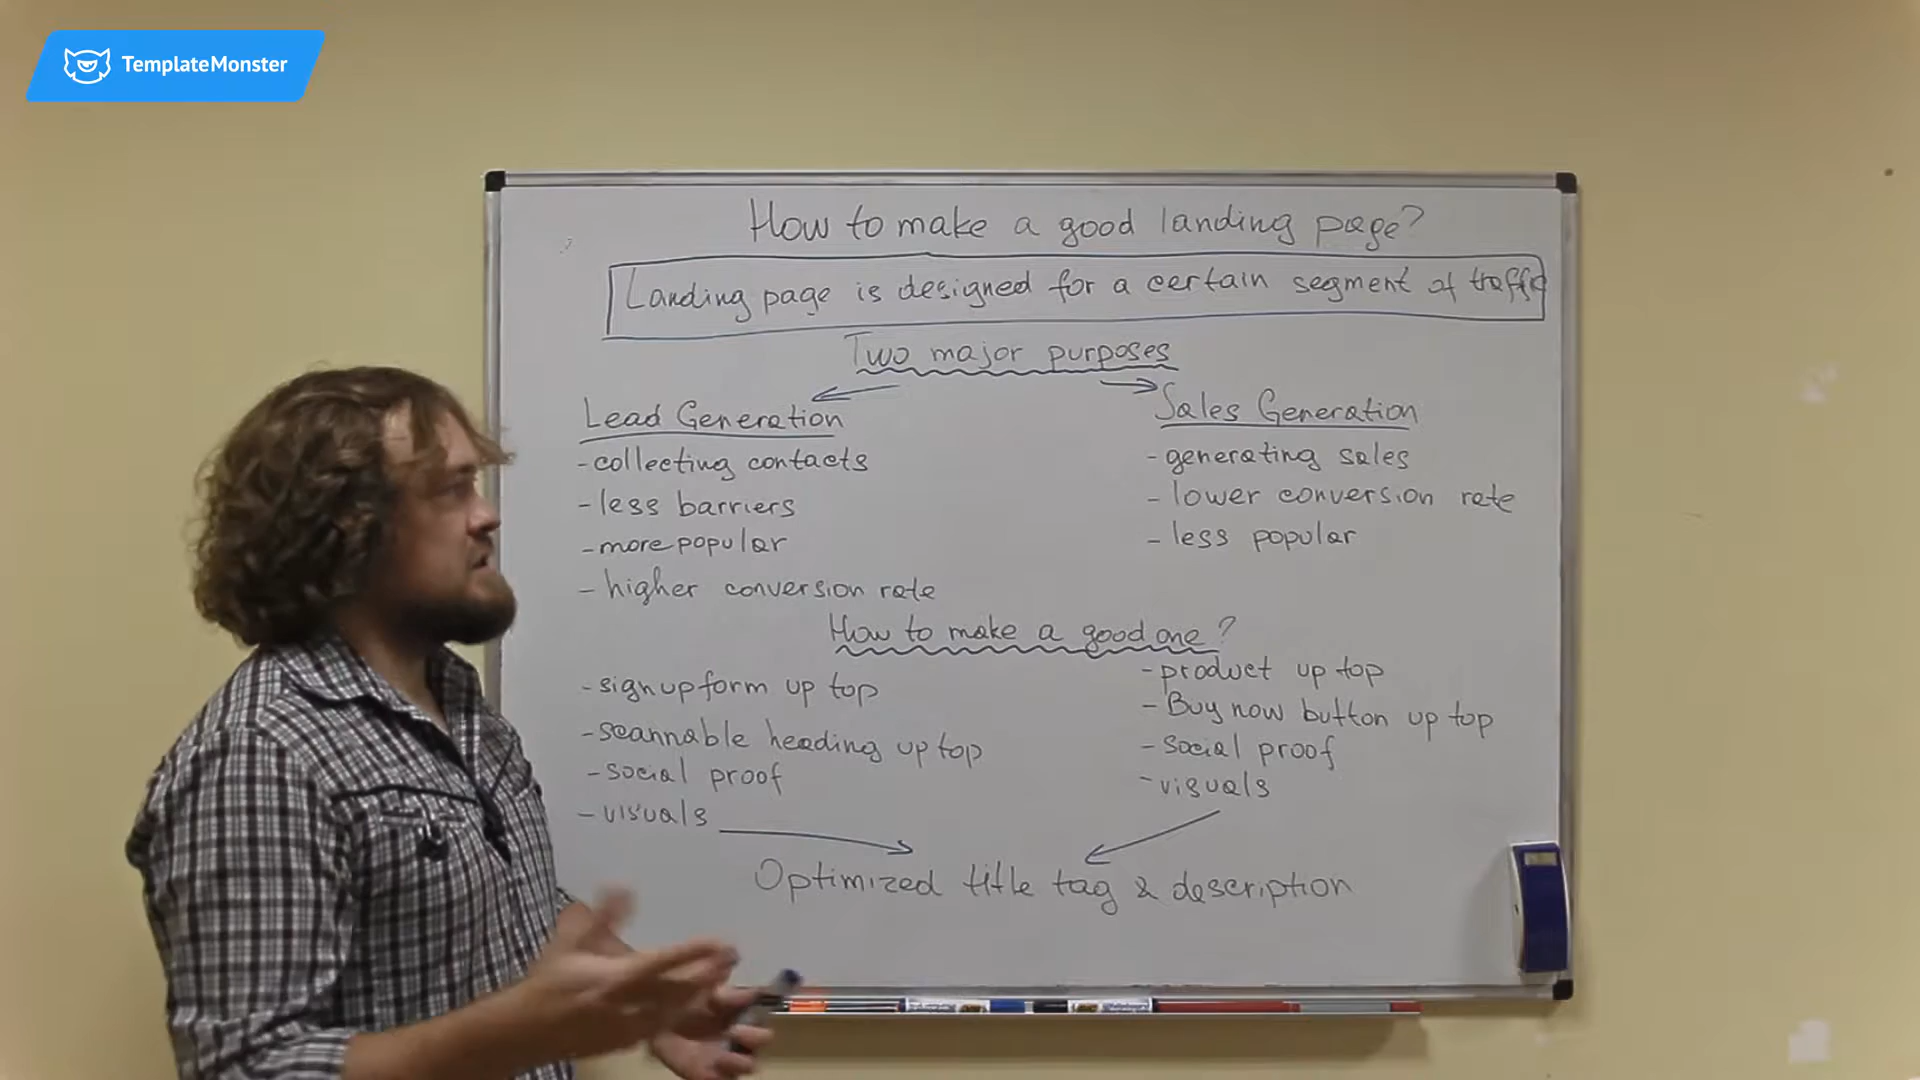 TemplateMonster
How to make a good landing page?
Landing page is designed for a certain segment of traffic
Two major purposes
Lead Generation
- collecting contacts
- less barriers
- more popular
- higher conversion rate
Sales Generation
- generating sales
- lower conversion rate
- less popular
How to make a good one?
- sign up form up top
- scannable heading up top
- social proof
- visuals
- product up top
- Buy now button up top
- social proof
- visuals
Optimized title tag & description